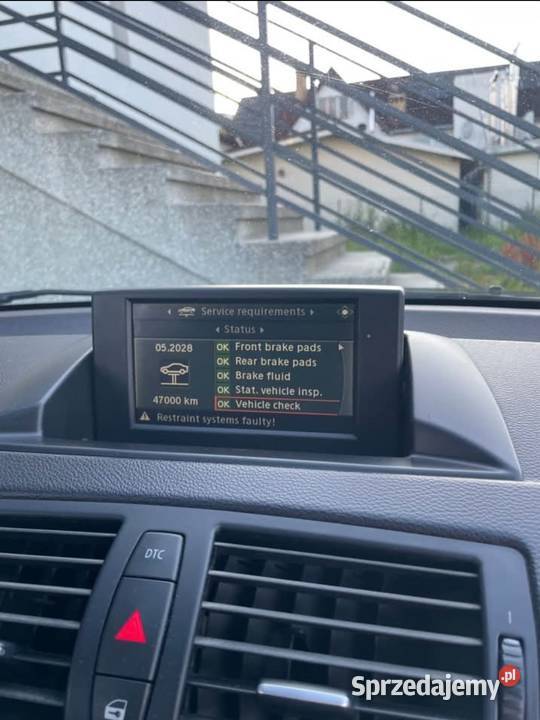 Service requirements
Status
05.2028
OK Front brake pads
OK Rear brake pads
OK Brake fluid
OK Stat. vehicle insp.
47000 km
OK Vehicle check
Restraint systems faulty!
DTC
Sprzedajemy.pl